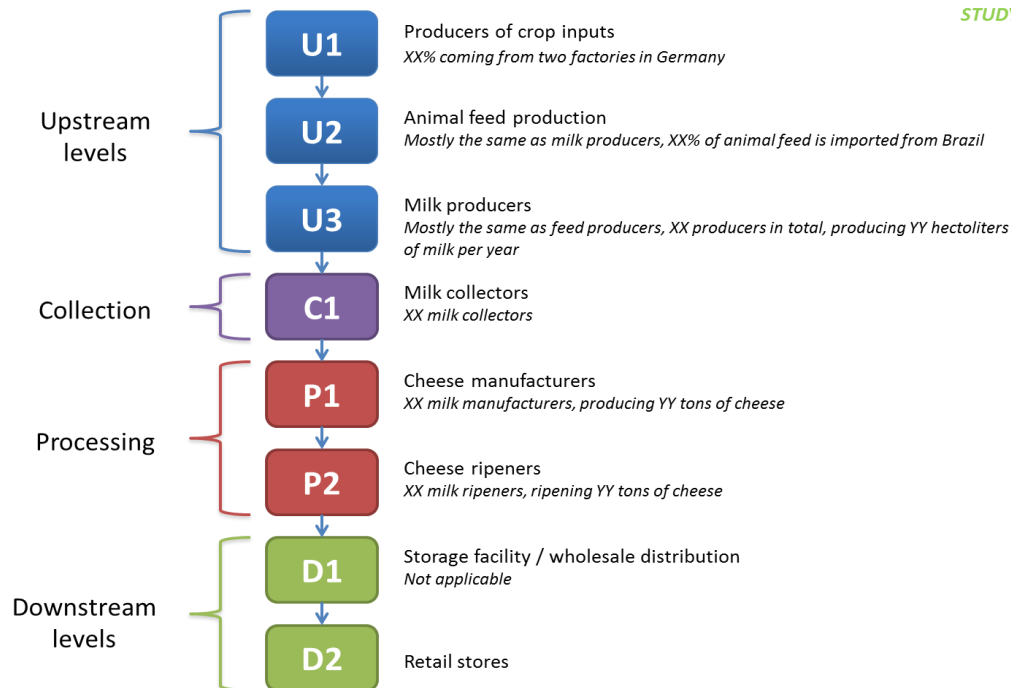 STUDY
U1
Producers of crop inputs
XX% coming from two factories in Germany
Upstream
levels
U2
Animal feed production
Mostly the same as milk producers, XX% of animal feed is imported from Brazil
U3
Milk producers
Mostly the same as feed producers, XX producers in total, producing YY hectoliters
of milk per year
Collection
C1
Milk collectors
XX milk collectors
Processing
P1
Cheese manufacturers
XX milk manufacturers, producing YY tons of cheese
P2
Cheese ripeners
XX milk ripeners, ripening YY tons of cheese
Downstream
levels
D1
Storage facility / wholesale distribution
Not applicable
D2
Retail stores